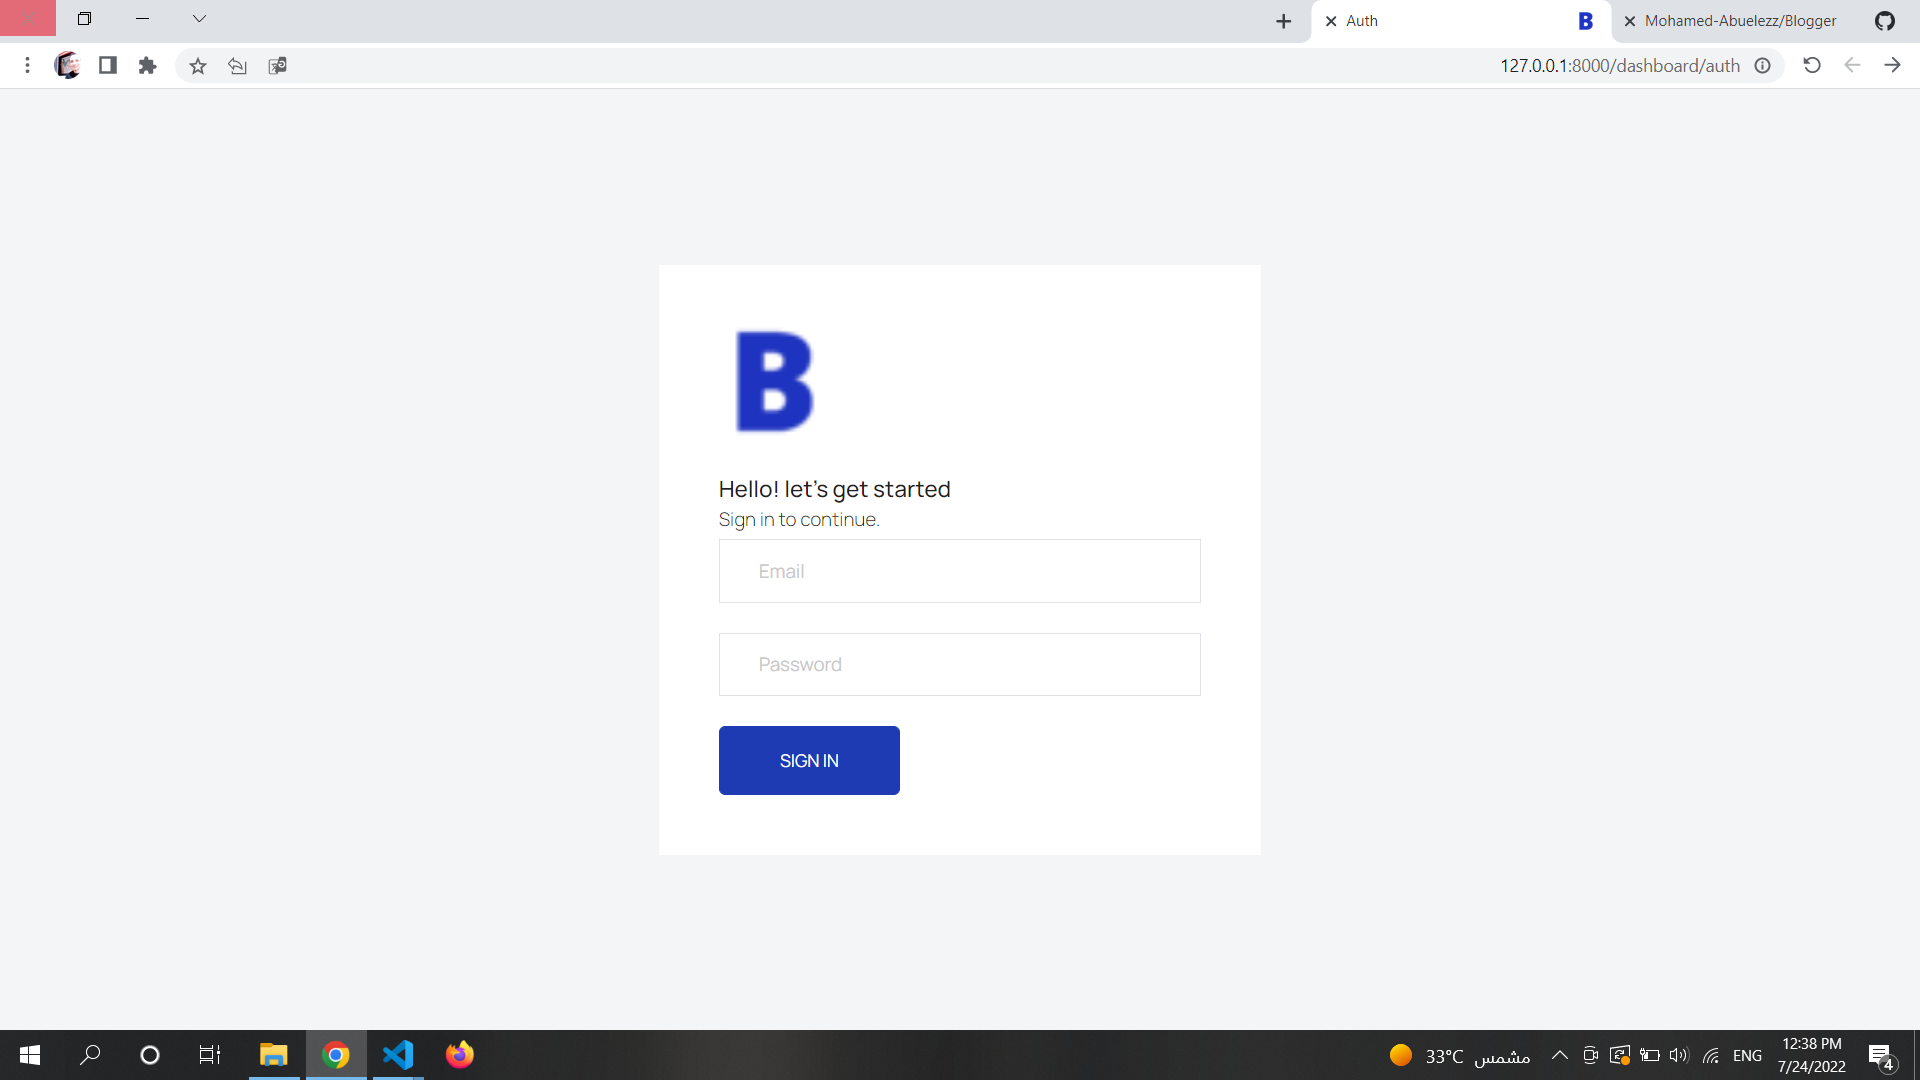 Auth
B
Mohamed-Abuelezz/Blogger
127.0.0.1:8000/dashboard/auth
B
Hello! let's get started
Sign in to continue.
Email
Password
SIGN IN
33°C مشمس
ENG
12:38 PM
7/24/2022
4